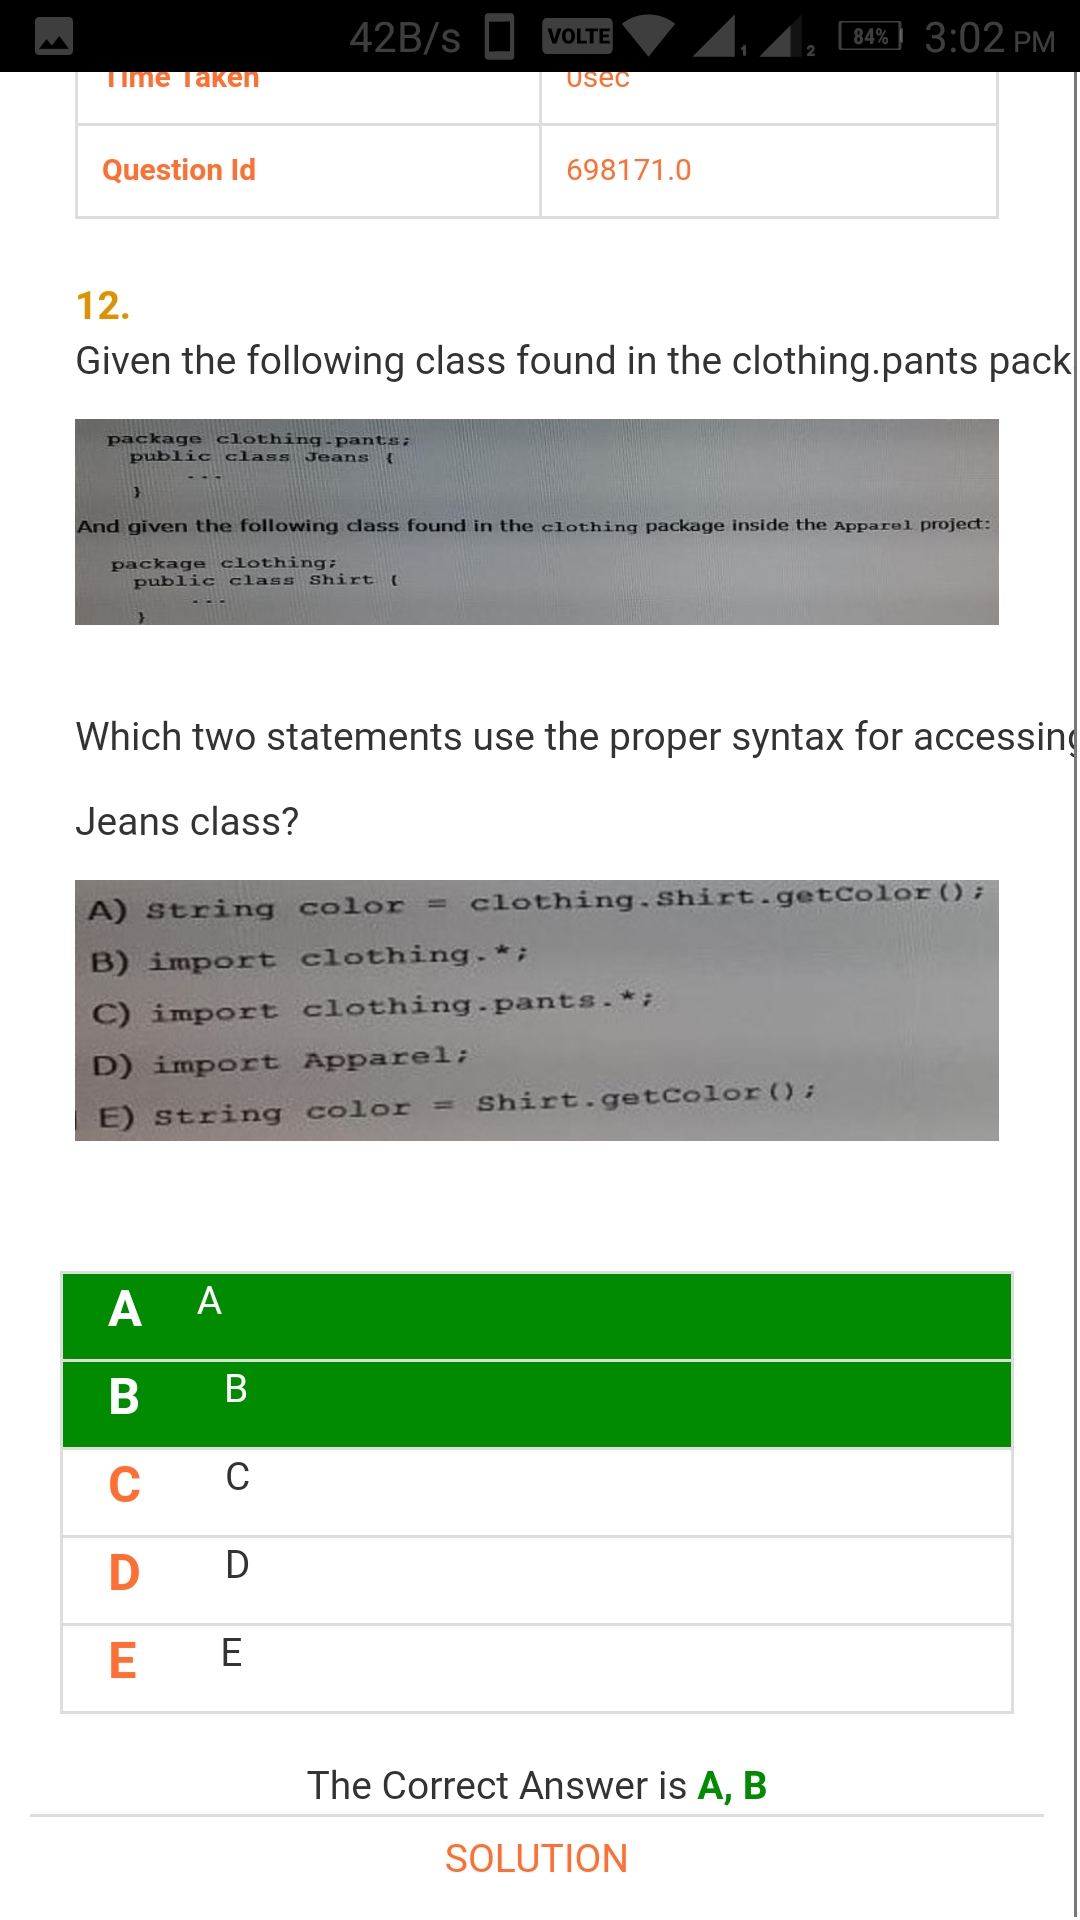 42B/s VOLTE 1 2 84% 3:02 PM
Time Taken 0sec
Question Id 698171.0
12.
Given the following class found in the clothing.pants pack
package clothing.pants;
public class Jeans {
...
}
And given the following class found in the clothing package inside the Apparel project:
package clothing;
public class Shirt {
...
}
Which two statements use the proper syntax for accessing
Jeans class?
A) String color = clothing.Shirt.getColor();
B) import clothing.*;
C) import clothing.pants.*;
D) import Apparel;
E) String color = Shirt.getColor();
A A
B B
C C
D D
E E
The Correct Answer is A, B
SOLUTION